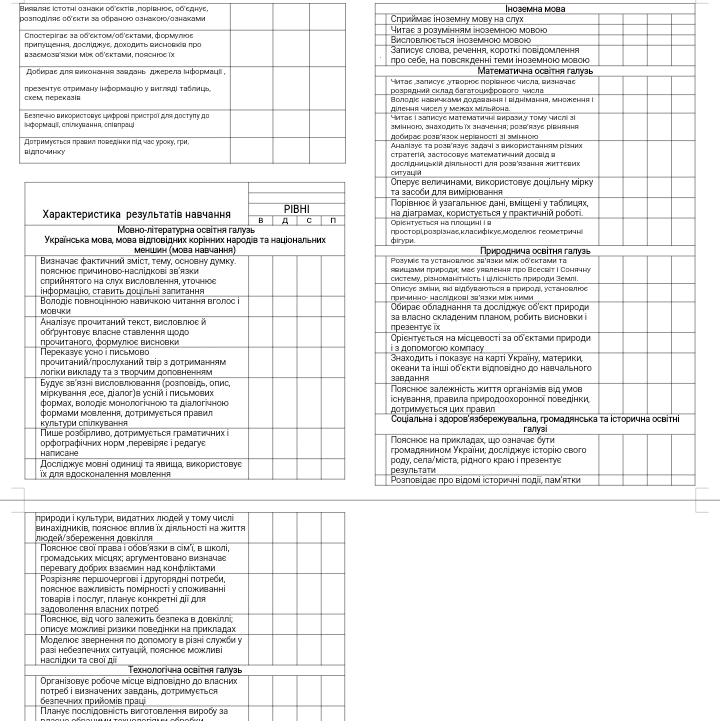 Виявляє істотні ознаки об'єктів ,порівнює, об'єднує,
розподіляє об'єкти за обраною ознакою/ознаками
Спостерігає за об'єктом/об'єктами, формулює
припущення, досліджує, доходить висновків про
взаємозв'язки між об'єктами, пояснює їх
Добирає для виконання завдань джерела інформації ,
презентує отриману інформацію у вигляді таблиць,
схем, переказів
Безпечно використовує цифрові пристрої для доступу до
інформації, спілкування, співпраці
Дотримується правил поведінки під час уроку, гри,
відпочинку
Характеристика результатів навчання
РІВНІ
В Д С П
Мовно-літературна освітня галузь
Українська мова, мова відповідних корінних народів та національних
меншин (мова навчання)
Визначає фактичний зміст, тему, основну думку.
пояснює причиново-наслідкові зв'язки
сприйнятого на слух висловлення, уточнює
інформацію, ставить доцільні запитання
Володіє повноцінною навичкою читання вголос і
мовчки
Аналізує прочитаний текст, висловлює й
обґрунтовує власне ставлення щодо
прочитаного, формулює висновки
Переказує усно і письмово
прочитаний/прослуханий твір з дотриманням
логіки викладу та з творчим доповненням
Будує зв'язні висловлювання (розповідь, опис,
міркування ,есе, діалог)в усній і письмових
формах, володіє монологічною та діалогічною
формами мовлення, дотримується правил
культури спілкування
Пише розбірливо, дотримується граматичних і
орфографічних норм ,перевіряє і редагує
написане
Досліджує мовні одиниці та явища, використовує
їх для вдосконалення мовлення
Іноземна мова
Сприймає іноземну мову на слух
Читає з розумінням іноземною мовою
Висловлюється іноземною мовою
Записує слова, речення, короткі повідомлення
про себе, на повсякденні теми іноземною мовою
Математична освітня галузь
Читає ,записує ,утворює порівнює числа, визначає
розрядний склад багатоцифрового числа
Володіє навичками додавання і віднімання, множення і
ділення чисел у межах мільйона.
Читає і записує математичні вирази,у тому числі зі
змінною, знаходить їх значення; розв'язує рівняння
добирає розв'язок нерівності зі змінною
Аналізує та розв'язує задачі з використанням різних
стратегій, застосовує математичний досвід в
дослідницькій діяльності для розв'язання життєвих
ситуацій
Оперує величинами, використовує доцільну мірку
та засоби для вимірювання
Порівнює й узагальнює дані, вміщені у таблицях,
на діаграмах, користується у практичній роботі.
Орієнтується на площині і в
просторі,розрізнає,класифікує,моделює геометричні
фігури.
Природнича освітня галузь
Розуміє та установлює зв'язки між об'єктами та
явищами природи; має уявлення про Всесвіт і Сонячну
систему, різноманітність і цілісність природи Землі.
Описує зміни, які відбуваються в природі, установлює
причинно- наслідкові зв'язки між ними
Обирає обладнання та досліджує об'єкт природи
за власно складеним планом, робить висновки і
презентує їх
Орієнтується на місцевості за об'єктами природи
і з допомогою компасу
Знаходить і показує на карті Україну, материки,
океани та інші об'єкти відповідно до навчального
завдання
Пояснює залежність життя організмів від умов
існування, правила природоохоронної поведінки,
дотримується цих правил
Соціальна і здоров'язбережувальна, громадянська та історична освітні
галузі
Пояснює на прикладах, що означає бути
громадянином України; досліджує історію свого
роду, села/міста, рідного краю і презентує
результати
Розповідає про відомі історичні події, пам'ятки
природи і культури, видатних людей у тому числі
винахідників, пояснює вплив їх діяльності на життя
людей/збереження довкілля
Пояснює свої права і обов'язки в сім'ї, в школі,
громадських місцях; аргументовано визначає
перевагу добрих взаємин над конфліктами
Розрізняє першочергові і другорядні потреби,
пояснює важливість помірності у споживанні
товарів і послуг, планує конкретні дії для
задоволення власних потреб
Пояснює, від чого залежить безпека в довкіллі;
описує можливі ризики поведінки на прикладах
Моделює звернення по допомогу в різні служби у
разі небезпечних ситуацій, пояснює можливі
наслідки та свої дії
Технологічна освітня галузь
Організовує робоче місце відповідно до власних
потреб і визначених завдань, дотримується
безпечних прийомів праці
Планує послідовність виготовлення виробу за
власно обраними технологіями обробки